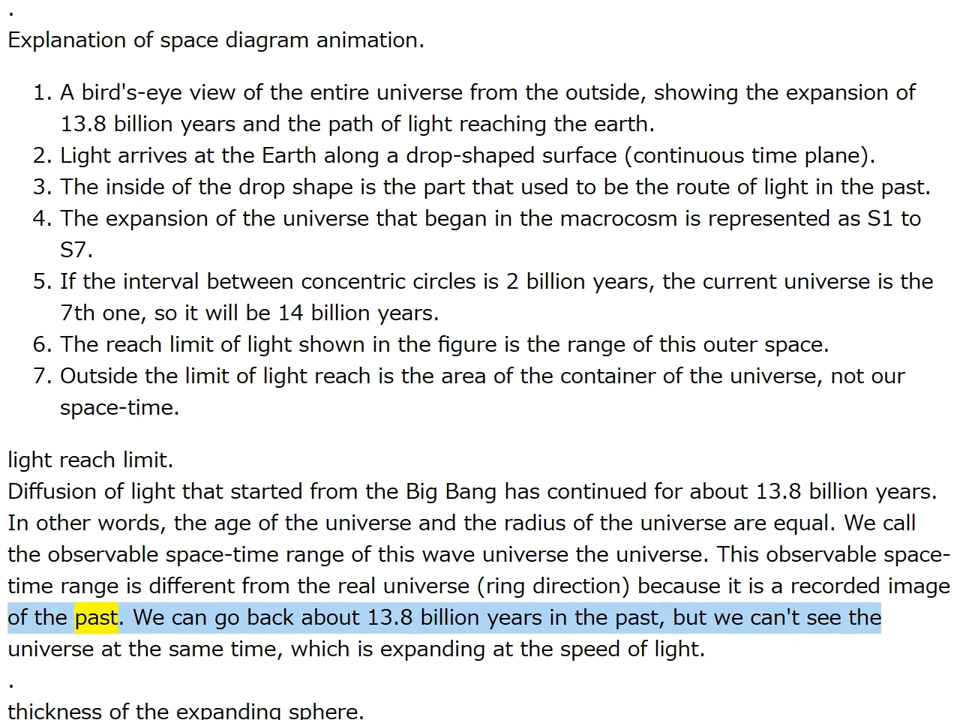 .
Explanation of space diagram animation.
1. A bird's-eye view of the entire universe from the outside, showing the expansion of
13.8 billion years and the path of light reaching the earth.
2. Light arrives at the Earth along a drop-shaped surface (continuous time plane).
3. The inside of the drop shape is the part that used to be the route of light in the past.
4. The expansion of the universe that began in the macrocosm is represented as S1 to
S7.
5. If the interval between concentric circles is 2 billion years, the current universe is the
7th one, so it will be 14 billion years.
6. The reach limit of light shown in the figure is the range of this outer space.
7. Outside the limit of light reach is the area of the container of the universe, not our
space-time.
light reach limit.
Diffusion of light that started from the Big Bang has continued for about 13.8 billion years.
In other words, the age of the universe and the radius of the universe are equal. We call
the observable space-time range of this wave universe the universe. This observable space-
time range is different from the real universe (ring direction) because it is a recorded image
of the past. We can go back about 13.8 billion years in the past, but we can't see the
universe at the same time, which is expanding at the speed of light.
.
thickness of the expanding sphere.